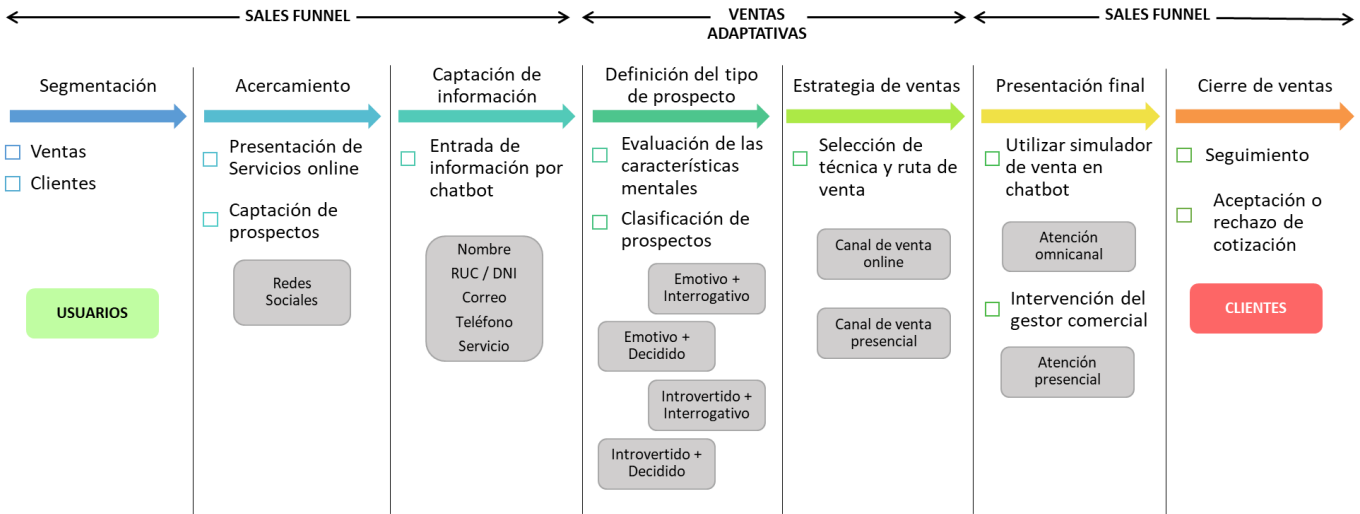 SALES FUNNEL
VENTAS
ADAPTATIVAS
SALES FUNNEL
Segmentación
Ventas
Clientes
USUARIOS
Acercamiento
Presentación de
Servicios online
Captación de
prospectos
Redes
Sociales
Captación de
información
Entrada de
información por
chatbot
Nombre
RUC / DNI
Correo
Teléfono
Servicio
Definición del tipo
de prospecto
Evaluación de las
características
mentales
Clasificación de
prospectos
Emotivo +
Interrogativo
Emotivo +
Decidido
Introvertido +
Interrogativo
Introvertido +
Decidido
Estrategia de ventas
Selección de
técnica y ruta de
venta
Canal de venta
online
Canal de venta
presencial
Presentación final
Utilizar simulador
de venta en
chatbot
Atención
omnicanal
Intervención del
gestor comercial
Atención
presencial
Cierre de ventas
Seguimiento
Aceptación o
rechazo de
cotización
CLIENTES